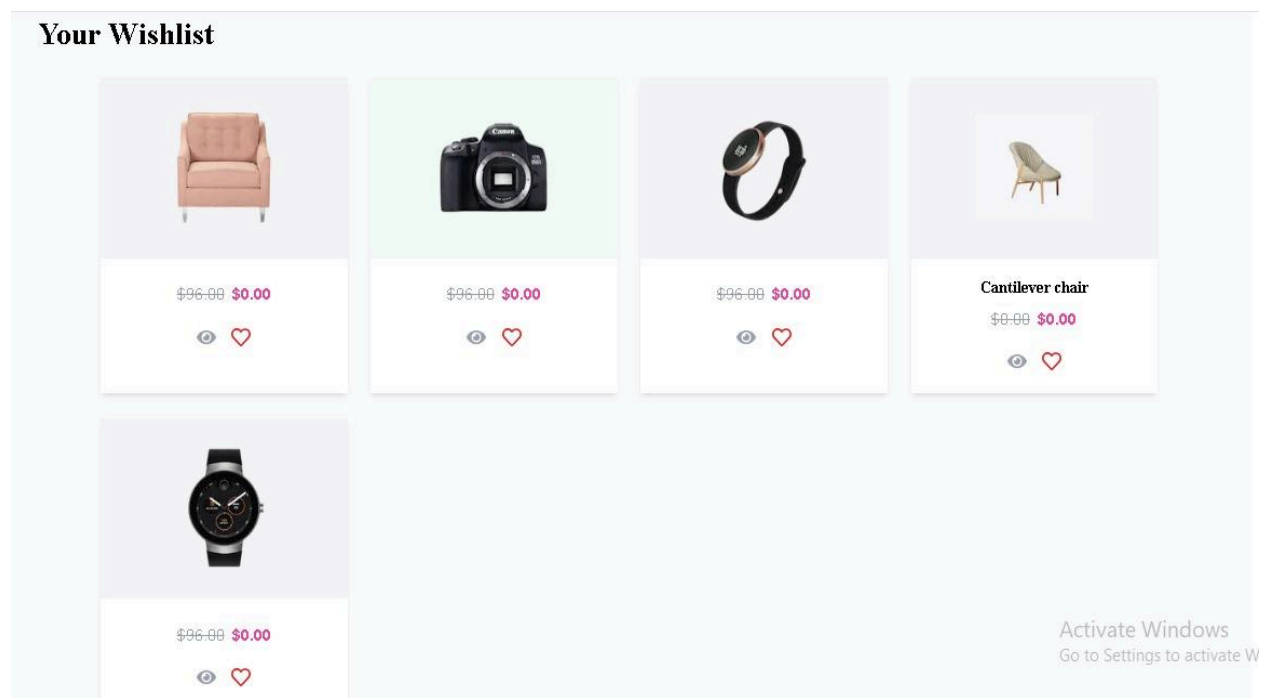 Your Wishlist
Canon
$96.00 $0.00
$96.00 $0.00
$96.00 $0.00
Cantilever chair
$0.00 $0.00
$96.00 $0.00
Activate Windows
Go to Settings to activate W